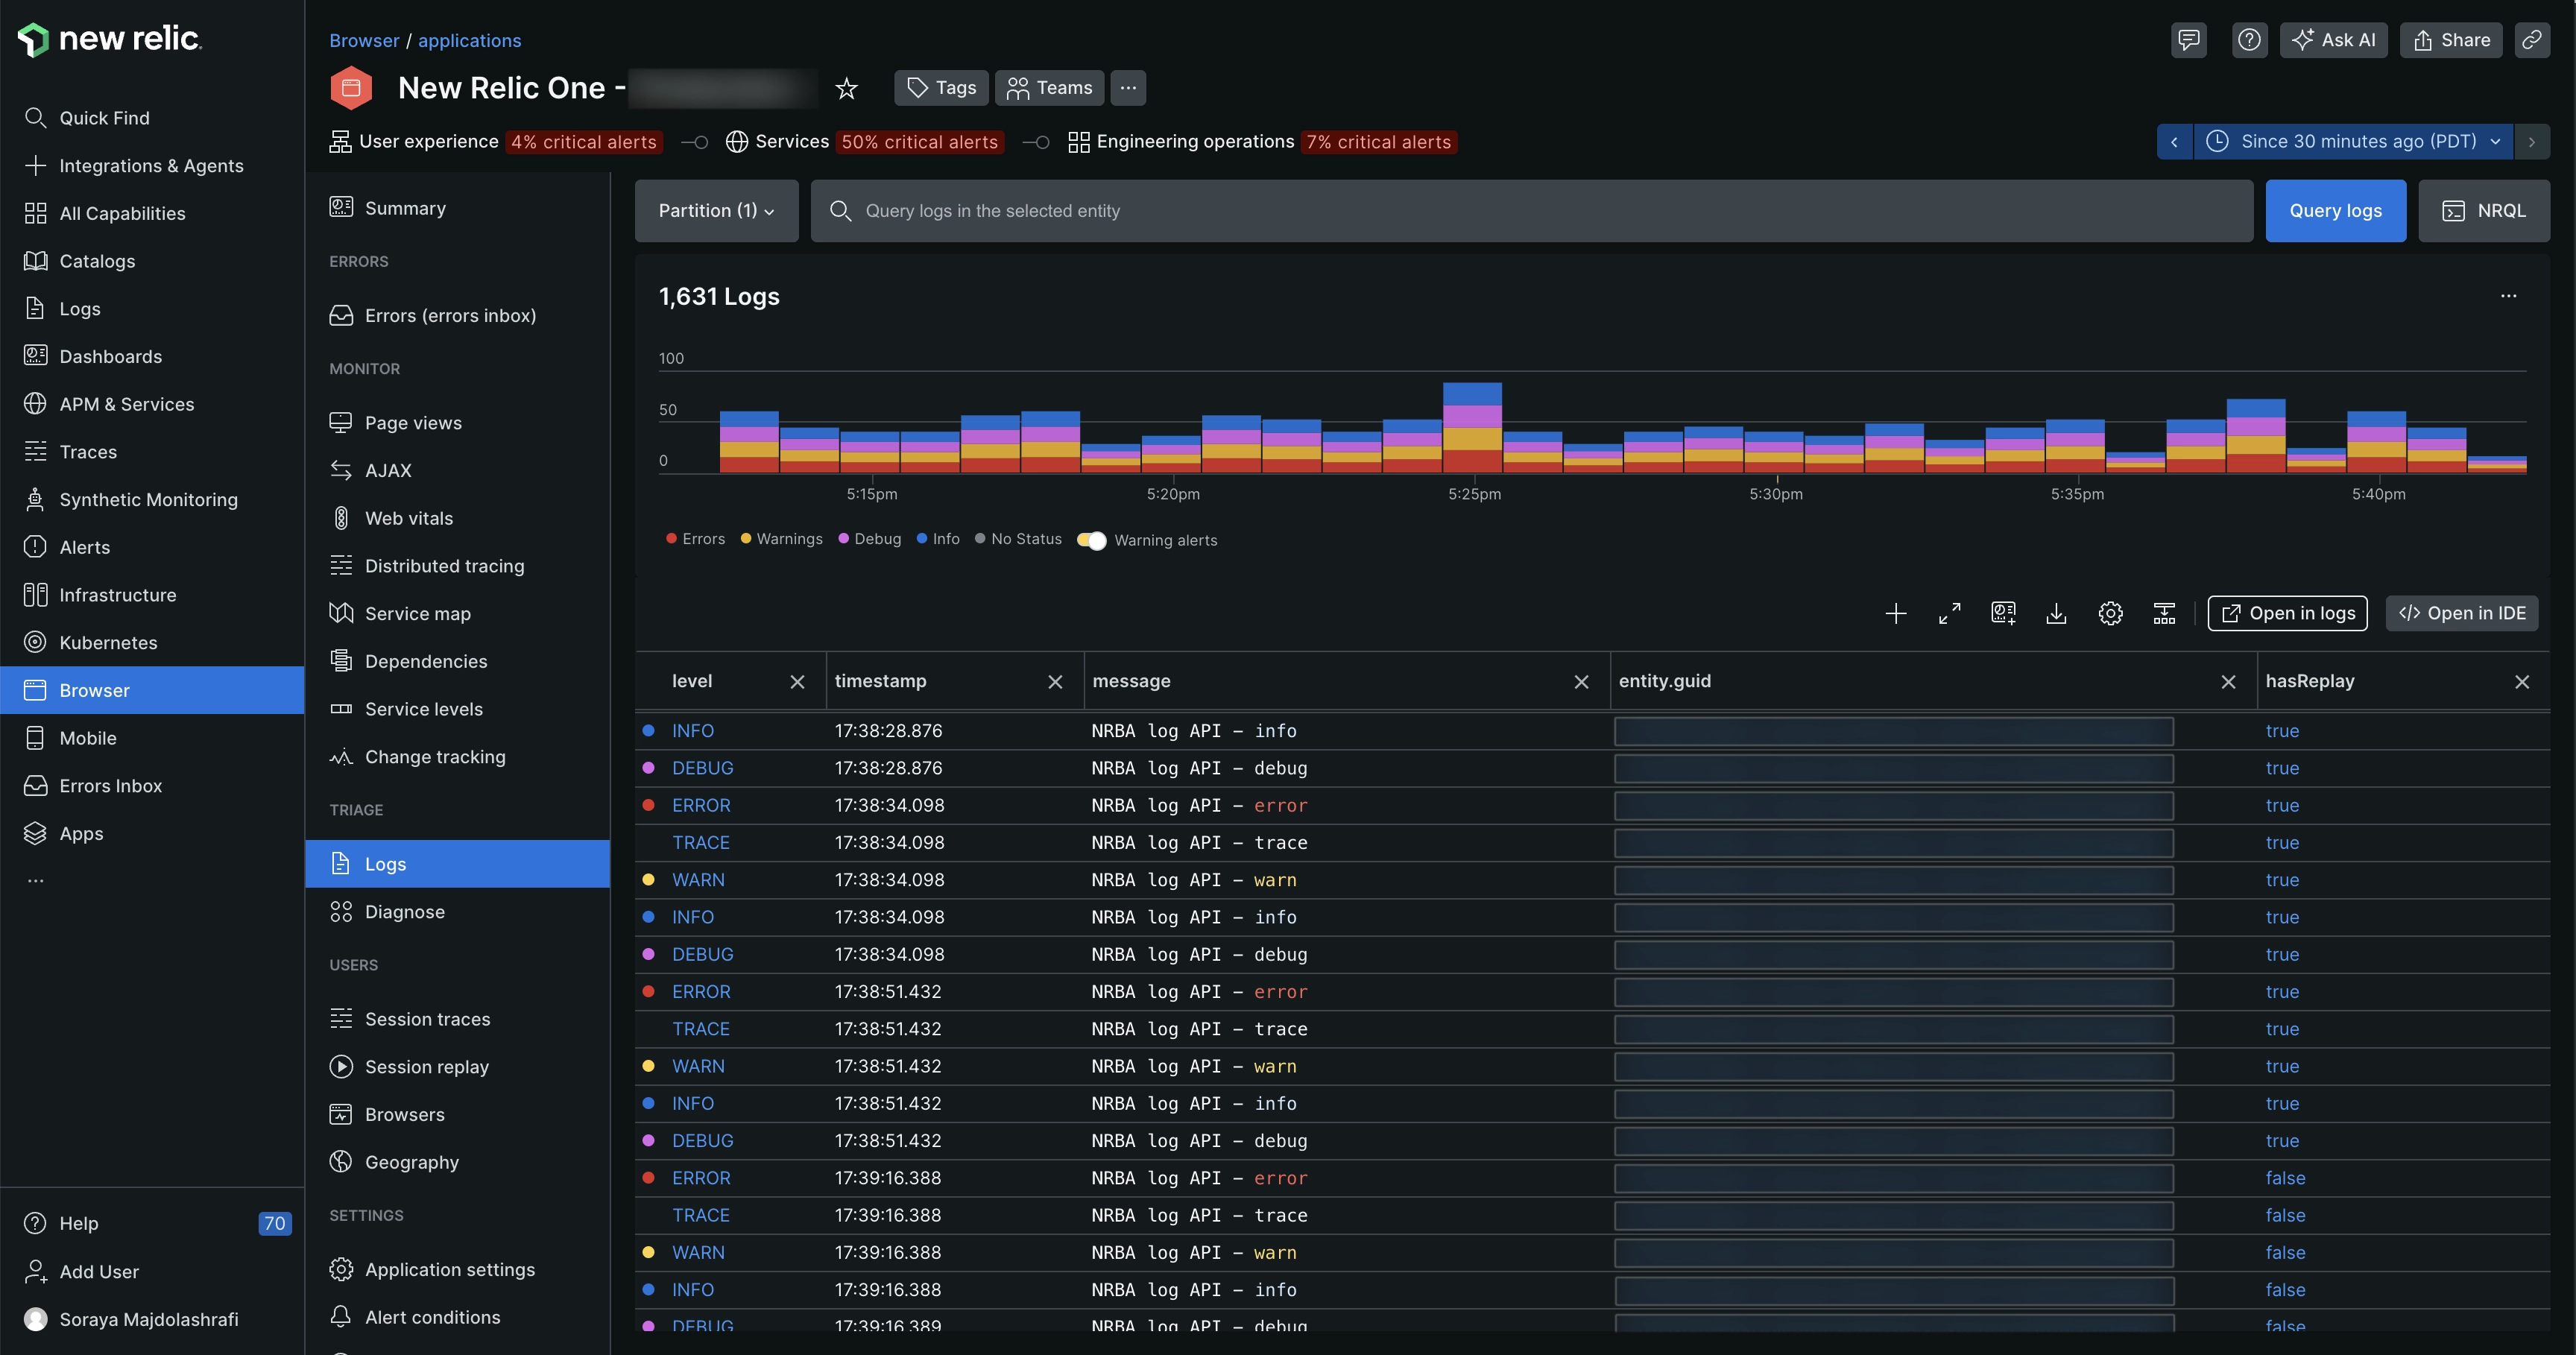 new relic.
Quick Find
Integrations & Agents
All Capabilities
Catalogs
Logs
Dashboards
APM & Services
Traces
Synthetic Monitoring
Alerts
Infrastructure
Kubernetes
Browser
Mobile
Errors Inbox
Apps
...
Help 70
Add User
Soraya Majdolashrafi
Browser / applications
Ask AI Share
New Relic One -
Tags Teams ...
User experience 4% critical alerts Services 50% critical alerts Engineering operations 7% critical alerts
Since 30 minutes ago (PDT)
Summary
ERRORS
Errors (errors inbox)
MONITOR
Page views
AJAX
Web vitals
Distributed tracing
Service map
Dependencies
Service levels
Change tracking
TRIAGE
Logs
Diagnose
USERS
Session traces
Session replay
Browsers
Geography
SETTINGS
Application settings
Alert conditions
Partition (1) Query logs in the selected entity Query logs NRQL
1,631 Logs ...
100
50
0
5:15pm 5:20pm 5:25pm 5:30pm 5:35pm 5:40pm
Errors Warnings Debug Info No Status Warning alerts
Open in logs </> Open in IDE
level timestamp message entity.guid hasReplay
INFO 17:38:28.876 NRBA log API – info true
DEBUG 17:38:28.876 NRBA log API – debug true
ERROR 17:38:34.098 NRBA log API – error true
TRACE 17:38:34.098 NRBA log API – trace true
WARN 17:38:34.098 NRBA log API – warn true
INFO 17:38:34.098 NRBA log API – info true
DEBUG 17:38:34.098 NRBA log API – debug true
ERROR 17:38:51.432 NRBA log API – error true
TRACE 17:38:51.432 NRBA log API – trace true
WARN 17:38:51.432 NRBA log API – warn true
INFO 17:38:51.432 NRBA log API – info true
DEBUG 17:38:51.432 NRBA log API – debug true
ERROR 17:39:16.388 NRBA log API – error false
TRACE 17:39:16.388 NRBA log API – trace false
WARN 17:39:16.388 NRBA log API – warn false
INFO 17:39:16.388 NRBA log API – info false
DEBUG 17:39:16.389 NRBA log API – debug false